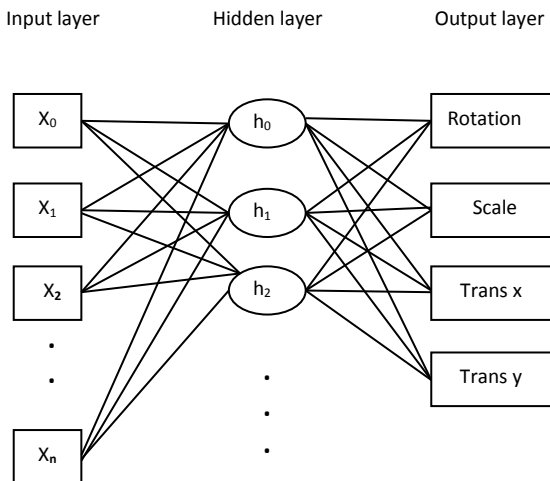 Input layer Hidden layer Output layer
X₀ h₀ Rotation
X₁ h₁ Scale
X₂ h₂ Trans x
Trans y
Xₙ